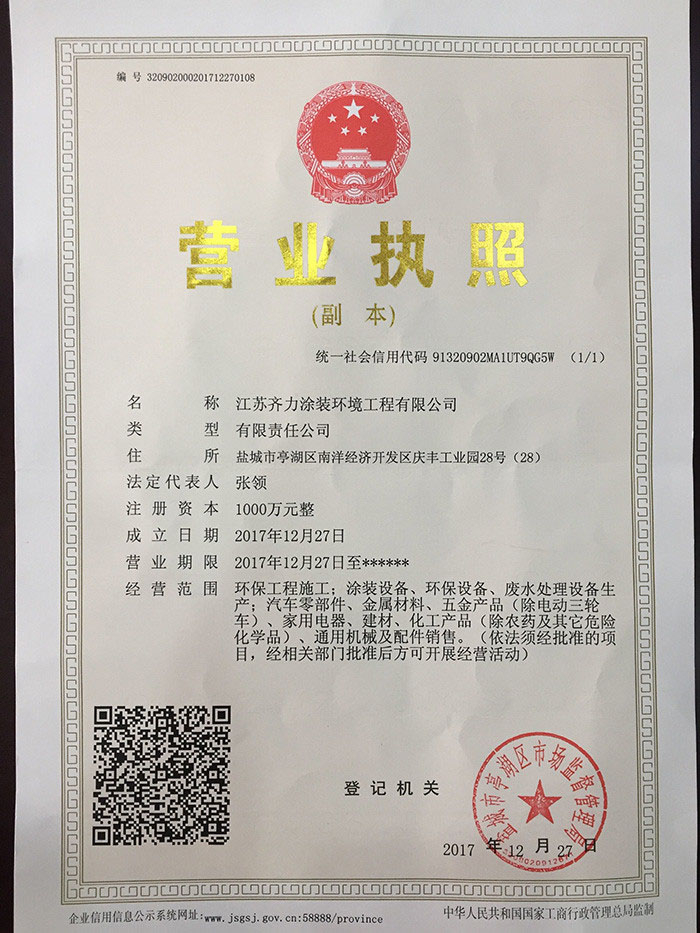 编 号 320902000201712270108
营业执照
(副 本)
统一社会信用代码 91320902MA1UT9QG5W (1/1)
名 称 江苏齐力涂装环境工程有限公司
类 型 有限责任公司
住 所 盐城市亭湖区南洋经济开发区庆丰工业园28号（28）
法定代表人 张领
注册资本 1000万元整
成立日期 2017年12月27日
营业期限 2017年12月27日至******
经营范围 环保工程施工；涂装设备、环保设备、废水处理设备生
产；汽车零部件、金属材料、五金产品（除电动三轮
车）、家用电器、建材、化工产品（除农药及其它危险
化学品）、通用机械及配件销售。（依法须经批准的项
目，经相关部门批准后方可开展经营活动）
盐城市亭湖区市场监督管理局
登记机关
2017 年 12 月 27 日
企业信用信息公示系统网址:www.jsgsj.gov.cn:58888/province
中华人民共和国国家工商行政管理总局监制